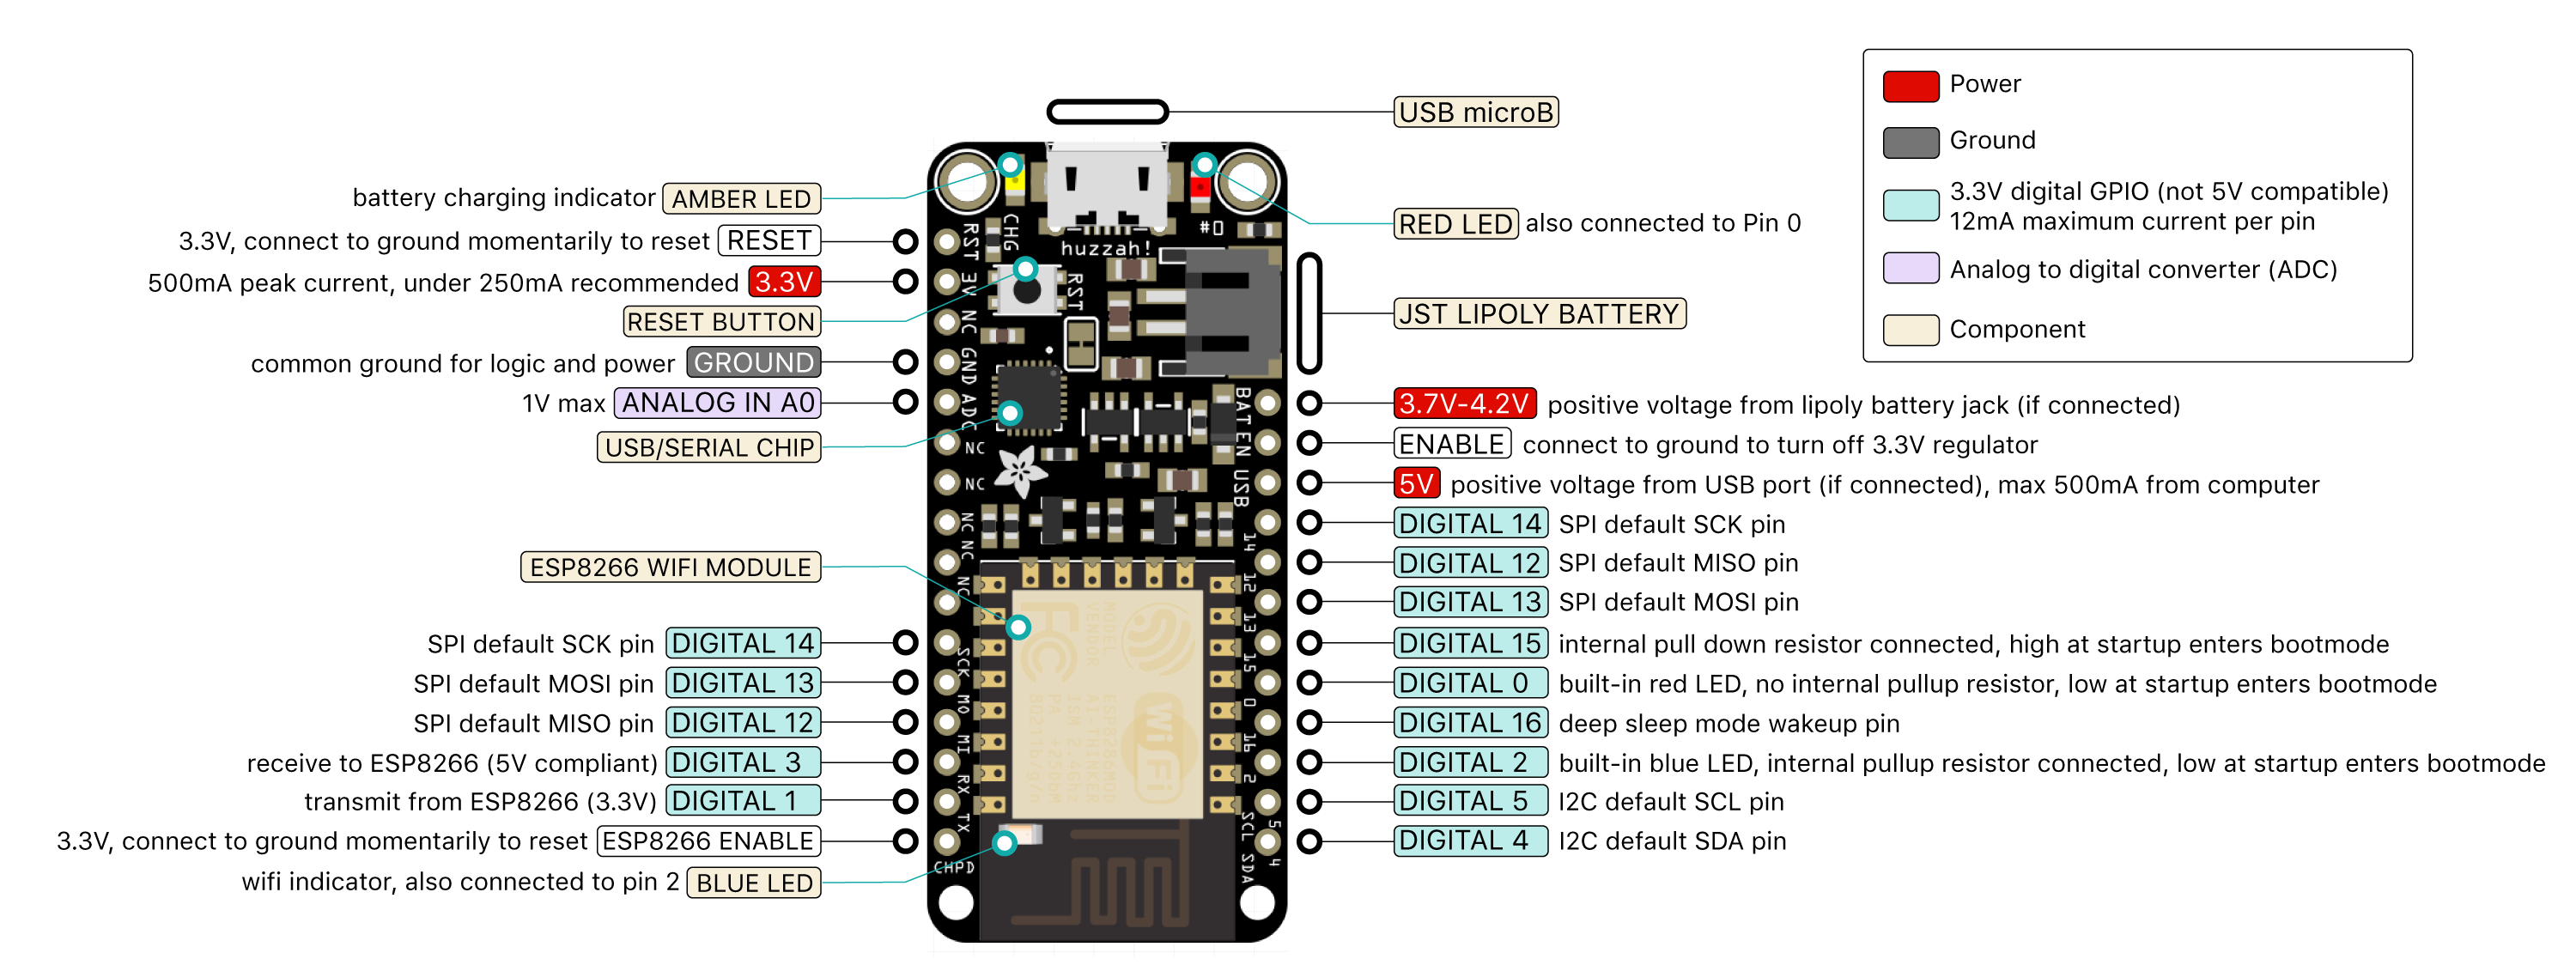 USB microB
battery charging indicator AMBER LED
3.3V, connect to ground momentarily to reset RESET
500mA peak current, under 250mA recommended 3.3V
RESET BUTTON
common ground for logic and power GROUND
1V max ANALOG IN A0
USB/SERIAL CHIP
ESP8266 WIFI MODULE
SPI default SCK pin DIGITAL 14
SPI default MOSI pin DIGITAL 13
SPI default MISO pin DIGITAL 12
receive to ESP8266 (5V compliant) DIGITAL 3
transmit from ESP8266 (3.3V) DIGITAL 1
3.3V, connect to ground momentarily to reset ESP8266 ENABLE
wifi indicator, also connected to pin 2 BLUE LED
CHG
#0
huzzah!
RST
RST
3V
NC
GND
ADC
NC
NC
NC
NC
NC
SCK
MO
MI
RX
TX
CHPD
BAT
EN
USB
14
12
13
15
0
16
2
5
SCL
4
SDA
FC
WiFi
MODEL
VENDOR
ESP8266MOD
AI-THINKER
ISM 2.4GHz
PA +25dBm
802.11b/g/n
RED LED also connected to Pin 0
JST LIPOLY BATTERY
3.7V-4.2V positive voltage from lipoly battery jack (if connected)
ENABLE connect to ground to turn off 3.3V regulator
5V positive voltage from USB port (if connected), max 500mA from computer
DIGITAL 14 SPI default SCK pin
DIGITAL 12 SPI default MISO pin
DIGITAL 13 SPI default MOSI pin
DIGITAL 15 internal pull down resistor connected, high at startup enters bootmode
DIGITAL 0 built-in red LED, no internal pullup resistor, low at startup enters bootmode
DIGITAL 16 deep sleep mode wakeup pin
DIGITAL 2 built-in blue LED, internal pullup resistor connected, low at startup enters bootmode
DIGITAL 5 I2C default SCL pin
DIGITAL 4 I2C default SDA pin
Power
Ground
3.3V digital GPIO (not 5V compatible)
12mA maximum current per pin
Analog to digital converter (ADC)
Component